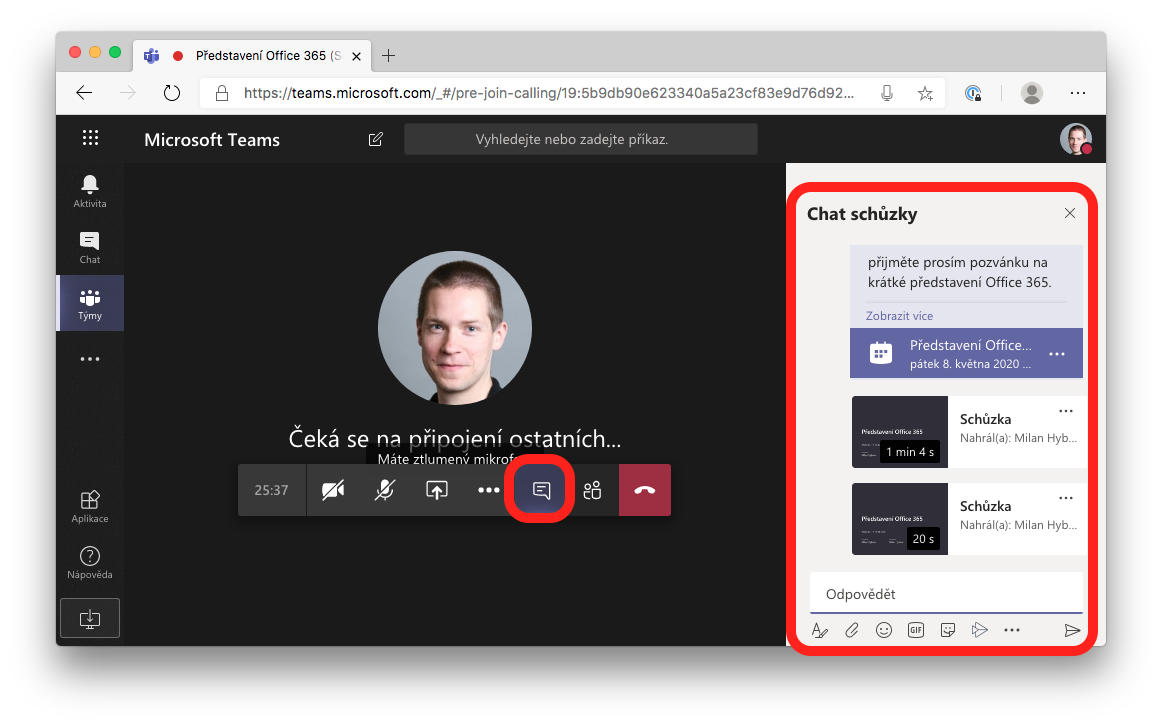 Představení Office 365 (S
https://teams.microsoft.com/_#/pre-join-calling/19:5b9db90e623340a5a23cf83e9d76d92...
Microsoft Teams
Vyhledejte nebo zadejte příkaz.
Aktivita
Chat
Týmy
Aplikace
Nápověda
Čeká se na připojení ostatních...
Máte ztlumený mikrofo
25:37
Chat schůzky
přijměte prosím pozvánku na
krátké představení Office 365.
Zobrazit více
Představení Office...
pátek 8. května 2020 ...
Představení Office 365
1 min 4 s
Schůzka
Nahrál(a): Milan Hyb...
Představení Office 365
20 s
Schůzka
Nahrál(a): Milan Hyb...
Odpovědět
GIF